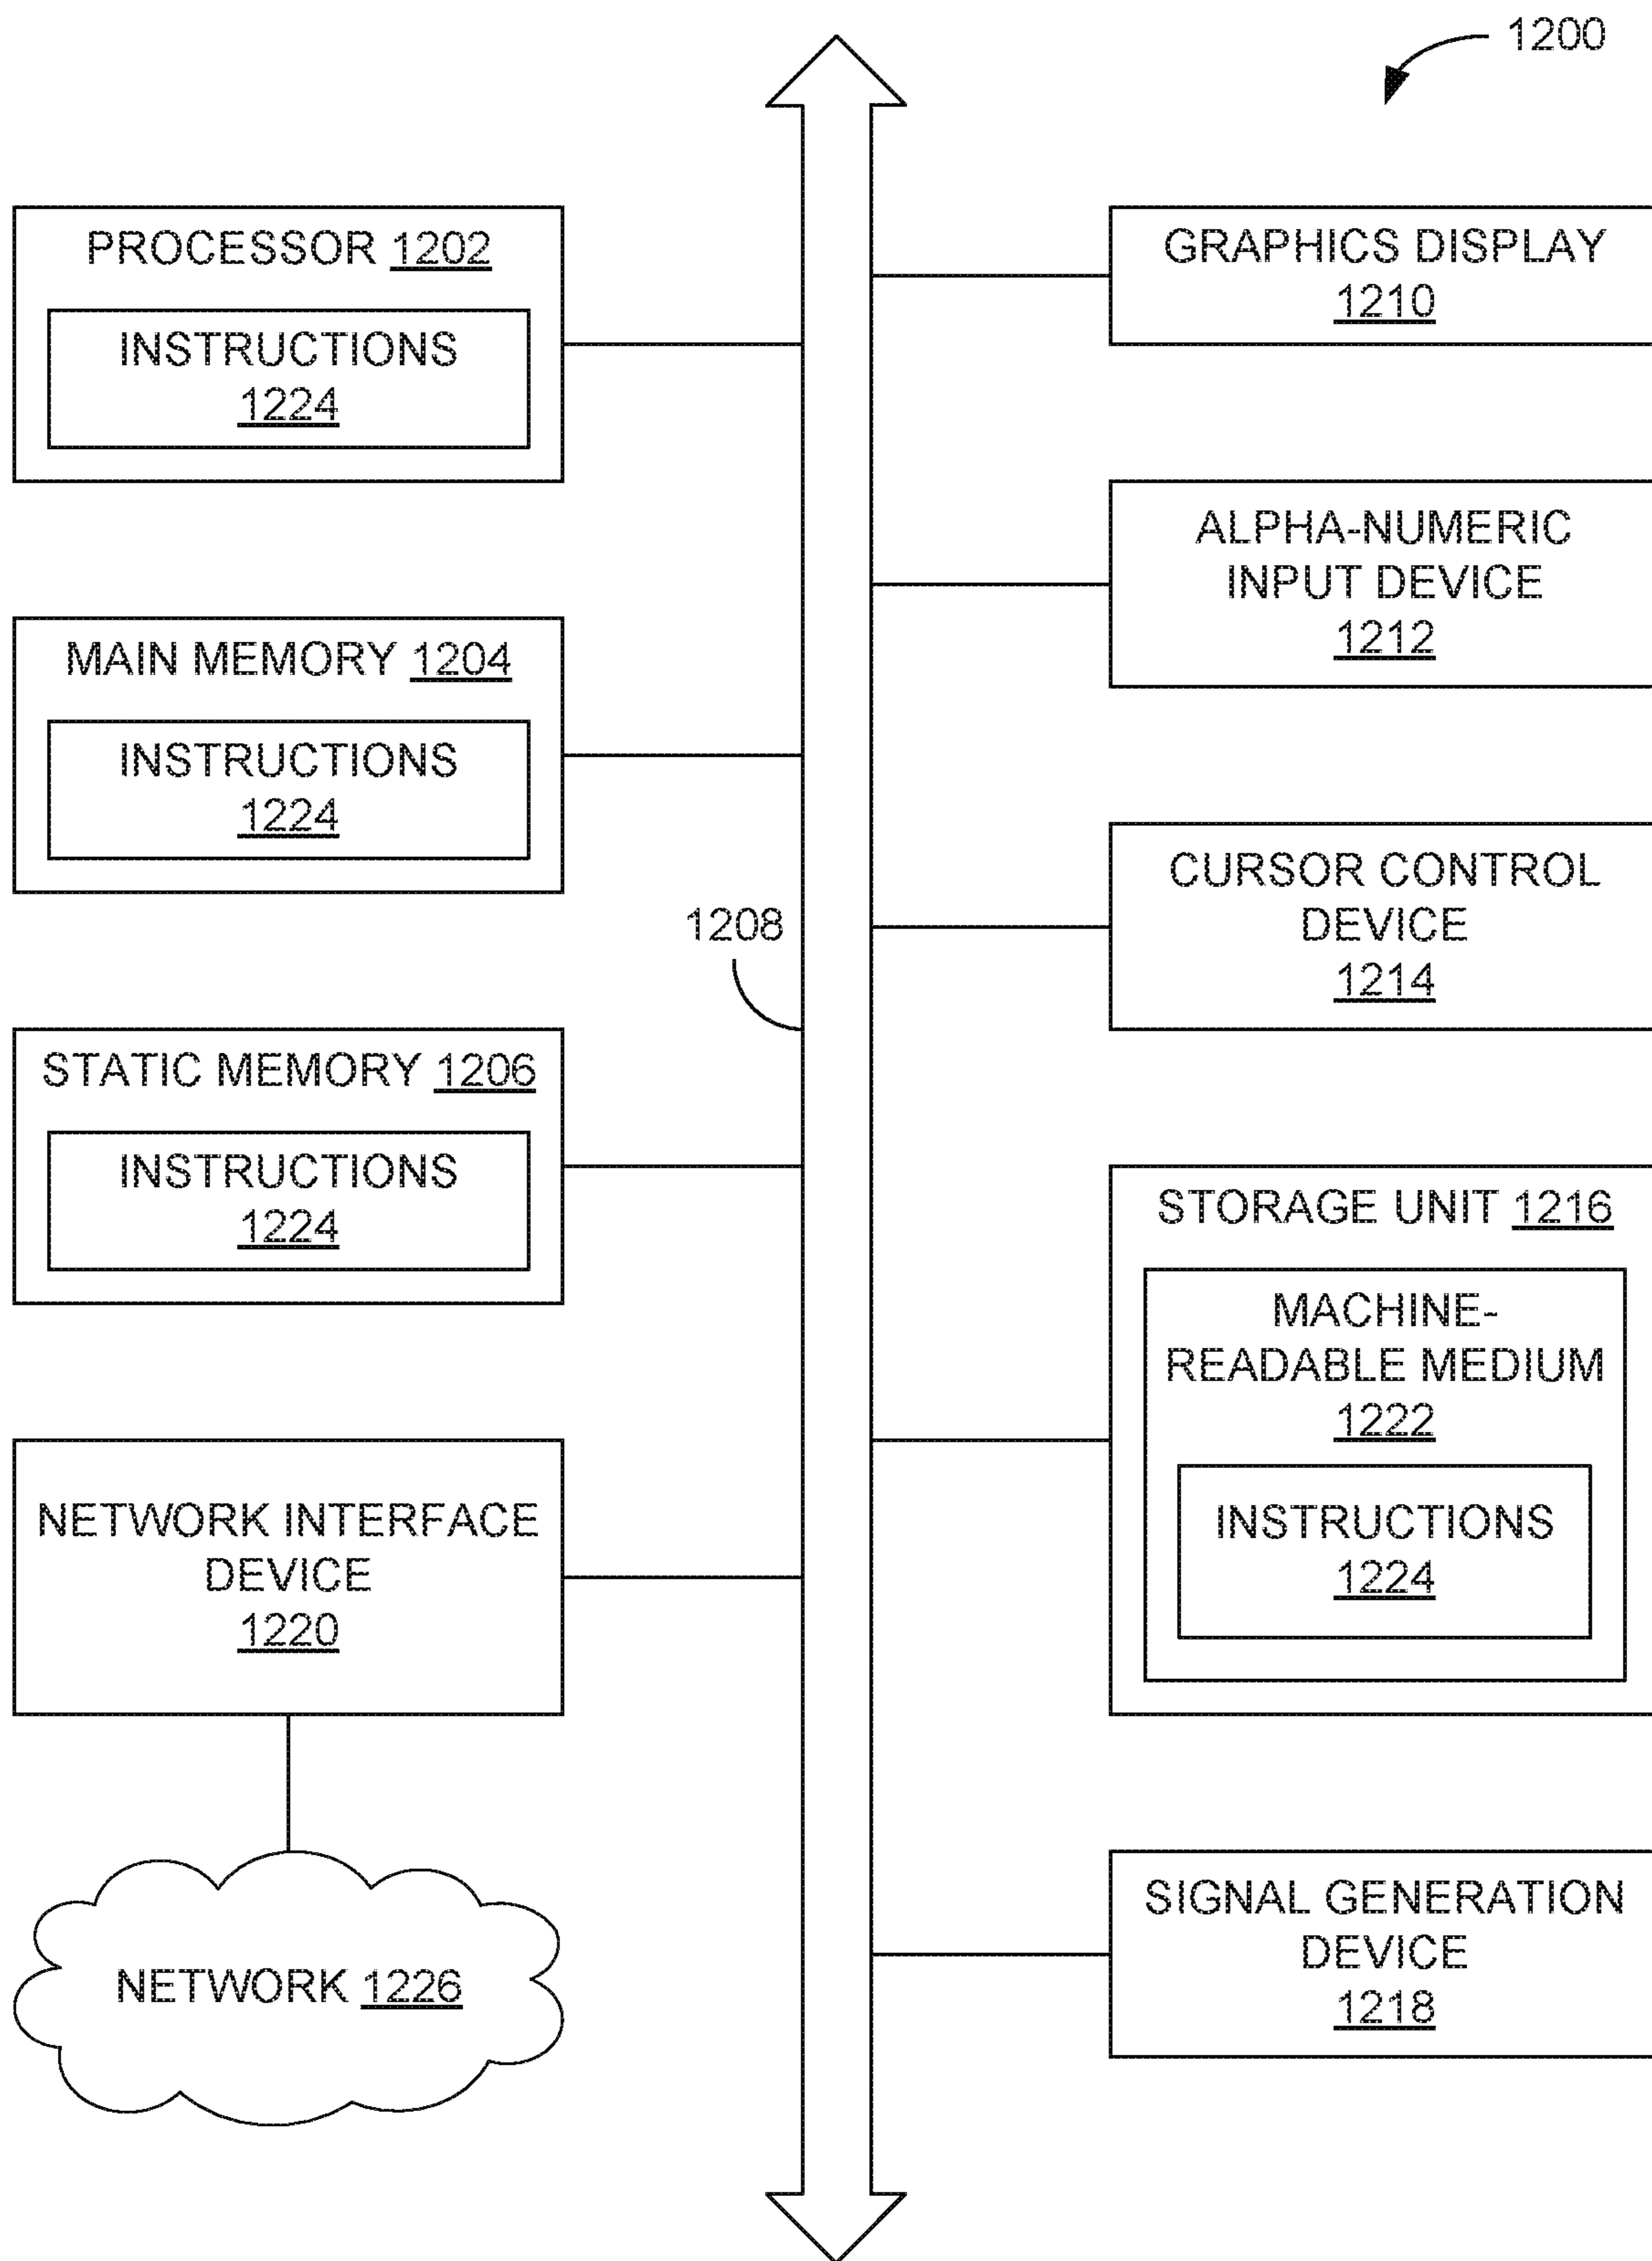 1200
PROCESSOR 1202
INSTRUCTIONS
1224
MAIN MEMORY 1204
INSTRUCTIONS
1224
1208
STATIC MEMORY 1206
INSTRUCTIONS
1224
NETWORK INTERFACE
DEVICE
1220
NETWORK 1226
GRAPHICS DISPLAY
1210
ALPHA-NUMERIC
INPUT DEVICE
1212
CURSOR CONTROL
DEVICE
1214
STORAGE UNIT 1216
MACHINE-
READABLE MEDIUM
1222
INSTRUCTIONS
1224
SIGNAL GENERATION
DEVICE
1218